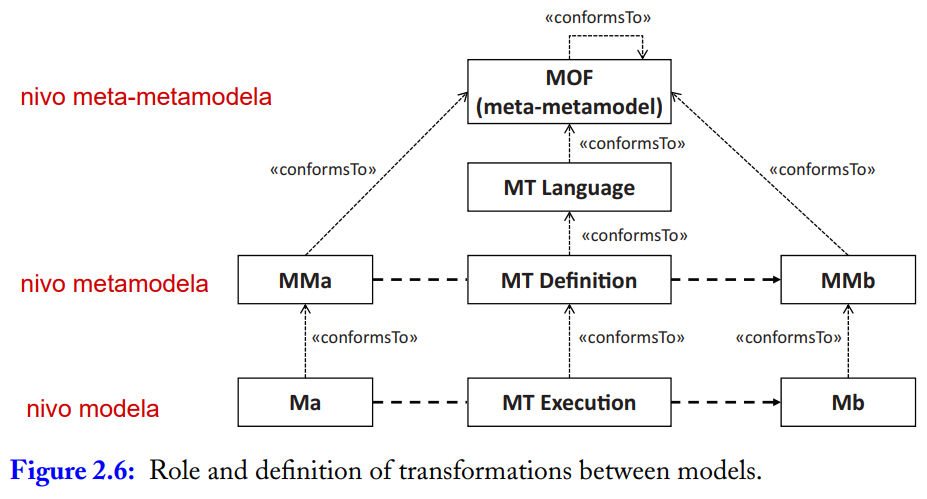 «conformsTo»
nivo meta-metamodela
MOF
(meta-metamodel)
«conformsTo»
«conformsTo»
«conformsTo»
MT Language
«conformsTo»
nivo metamodela
MMa
MT Definition
MMb
«conformsTo»
«conformsTo»
«conformsTo»
nivo modela
Ma
MT Execution
Mb
Figure 2.6: Role and definition of transformations between models.